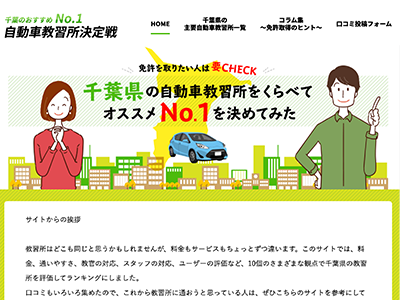 千葉のおすすめ No.1
自動車教習所決定戦
HOME
千葉県の
主要自動車教習所一覧
コラム集
〜免許取得のヒント〜
口コミ投稿フォーム
免許を取りたい人は要CHECK
千葉県の自動車教習所をくらべて
オススメNo.1を決めてみた
サイトからの挨拶
教習所はどこも同じと思うかもしれませんが、料金もサービスもちょっとずつ違います。このサイトでは、料
金、通いやすさ、教官の対応、スタッフの対応、ユーザーの評価など、10個のさまざまな観点で千葉県の教習
所を評価してランキングにしました。
口コミもいろいろ集めたので、これから教習所に通おうと思っている人は、ぜひこちらのサイトを参考にして